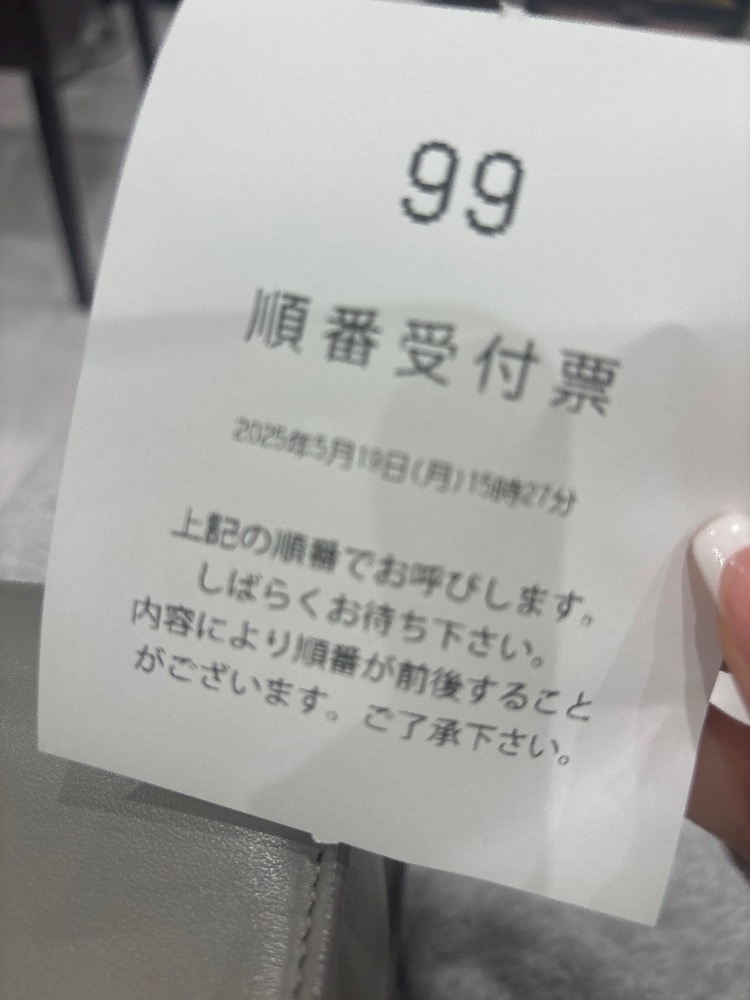 99
順番受付票
2025年5月19日(月)15時27分
上記の順番でお呼びします。
しばらくお待ち下さい。
内容により順番が前後すること
がございます。ご了承下さい。